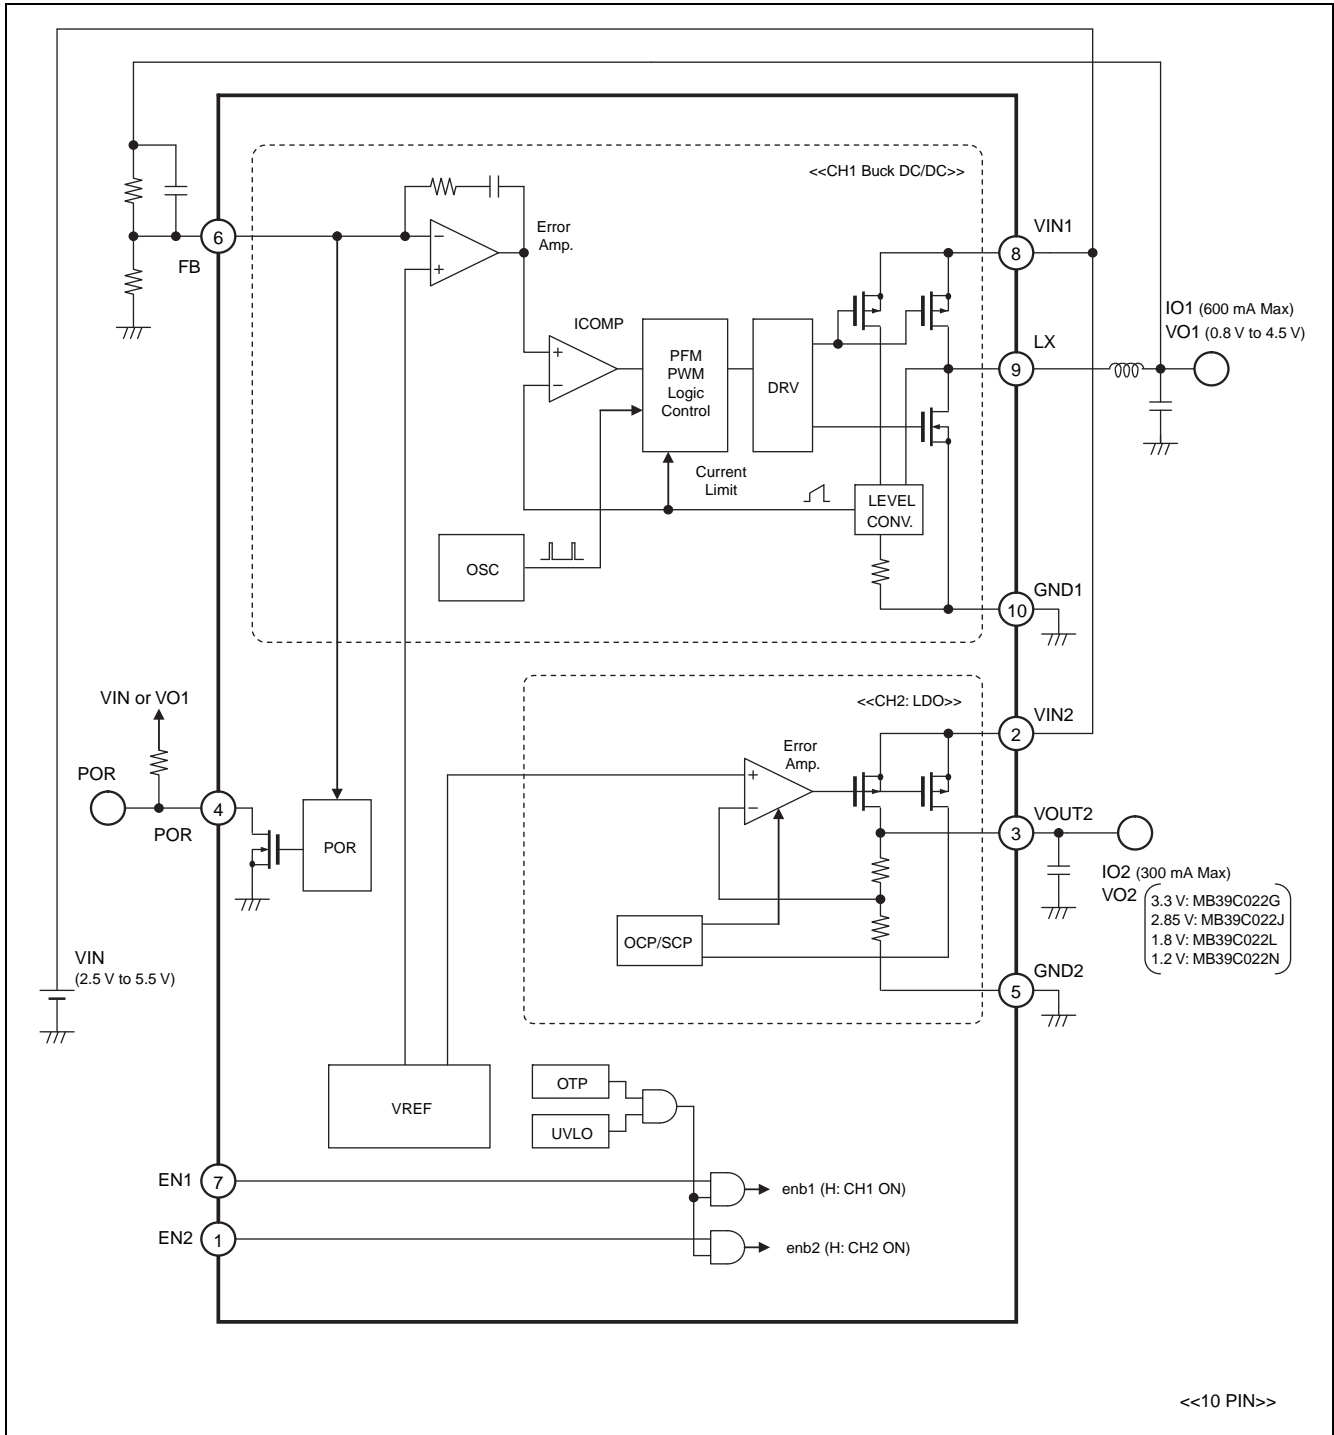 <<CH1 Buck DC/DC>>
Error
Amp.
VIN1
8
6
FB
IO1 (600 mA Max)
VO1 (0.8 V to 4.5 V)
ICOMP
LX
9
PFM
PWM
Logic
Control
DRV
Current
Limit
LEVEL
CONV.
OSC
GND1
10
VIN or VO1
<<CH2: LDO>>
VIN2
2
Error
Amp.
POR
4
POR
POR
VOUT2
3
IO2 (300 mA Max)
VO2
3.3 V: MB39C022G
2.85 V: MB39C022J
1.8 V: MB39C022L
1.2 V: MB39C022N
OCP/SCP
VIN
(2.5 V to 5.5 V)
GND2
5
VREF
OTP
UVLO
EN1
7
enb1 (H: CH1 ON)
EN2
1
enb2 (H: CH2 ON)
<<10 PIN>>